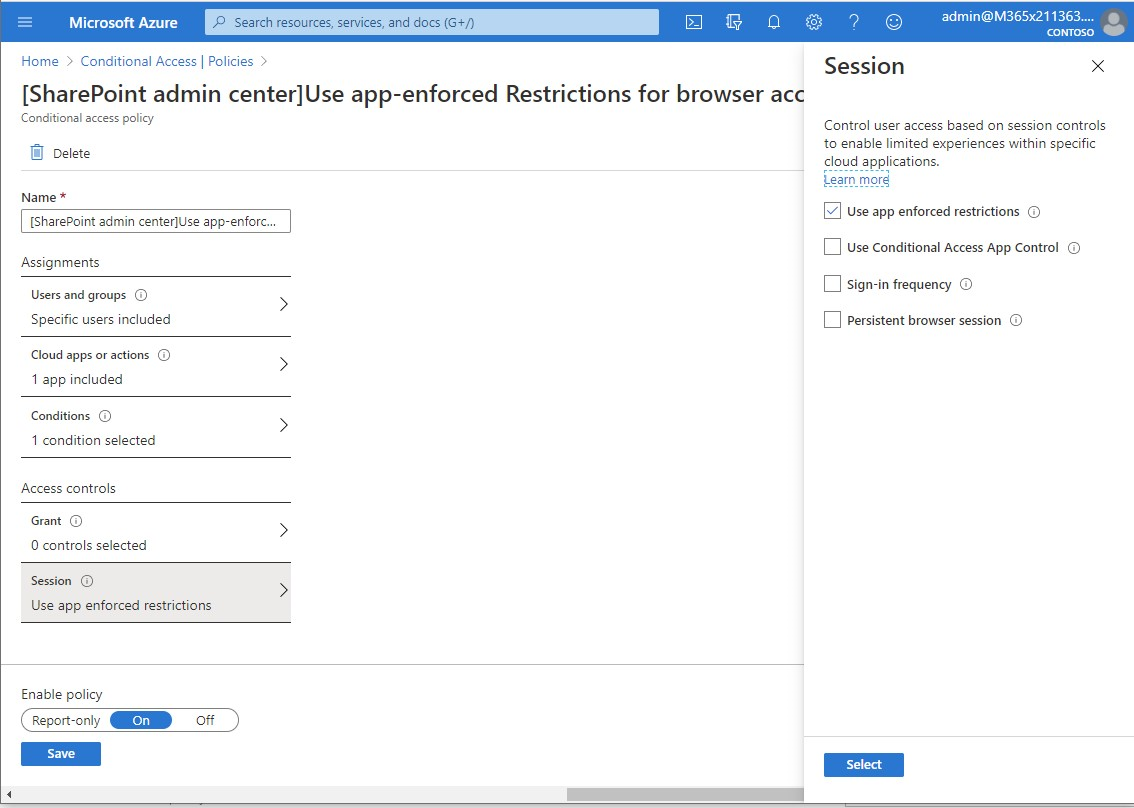 Microsoft Azure
Search resources, services, and docs (G+/)
admin@M365x211363....
CONTOSO
Home > Conditional Access | Policies >
[SharePoint admin center]Use app-enforced Restrictions for browser acc
Conditional access policy
Delete
Name *
[SharePoint admin center]Use app-enforc...
Assignments
Users and groups
Specific users included
Cloud apps or actions
1 app included
Conditions
1 condition selected
Access controls
Grant
0 controls selected
Session
Use app enforced restrictions
Enable policy
Report-only On Off
Save
Session
Control user access based on session controls
to enable limited experiences within specific
cloud applications.
Learn more
Use app enforced restrictions
Use Conditional Access App Control
Sign-in frequency
Persistent browser session
Select